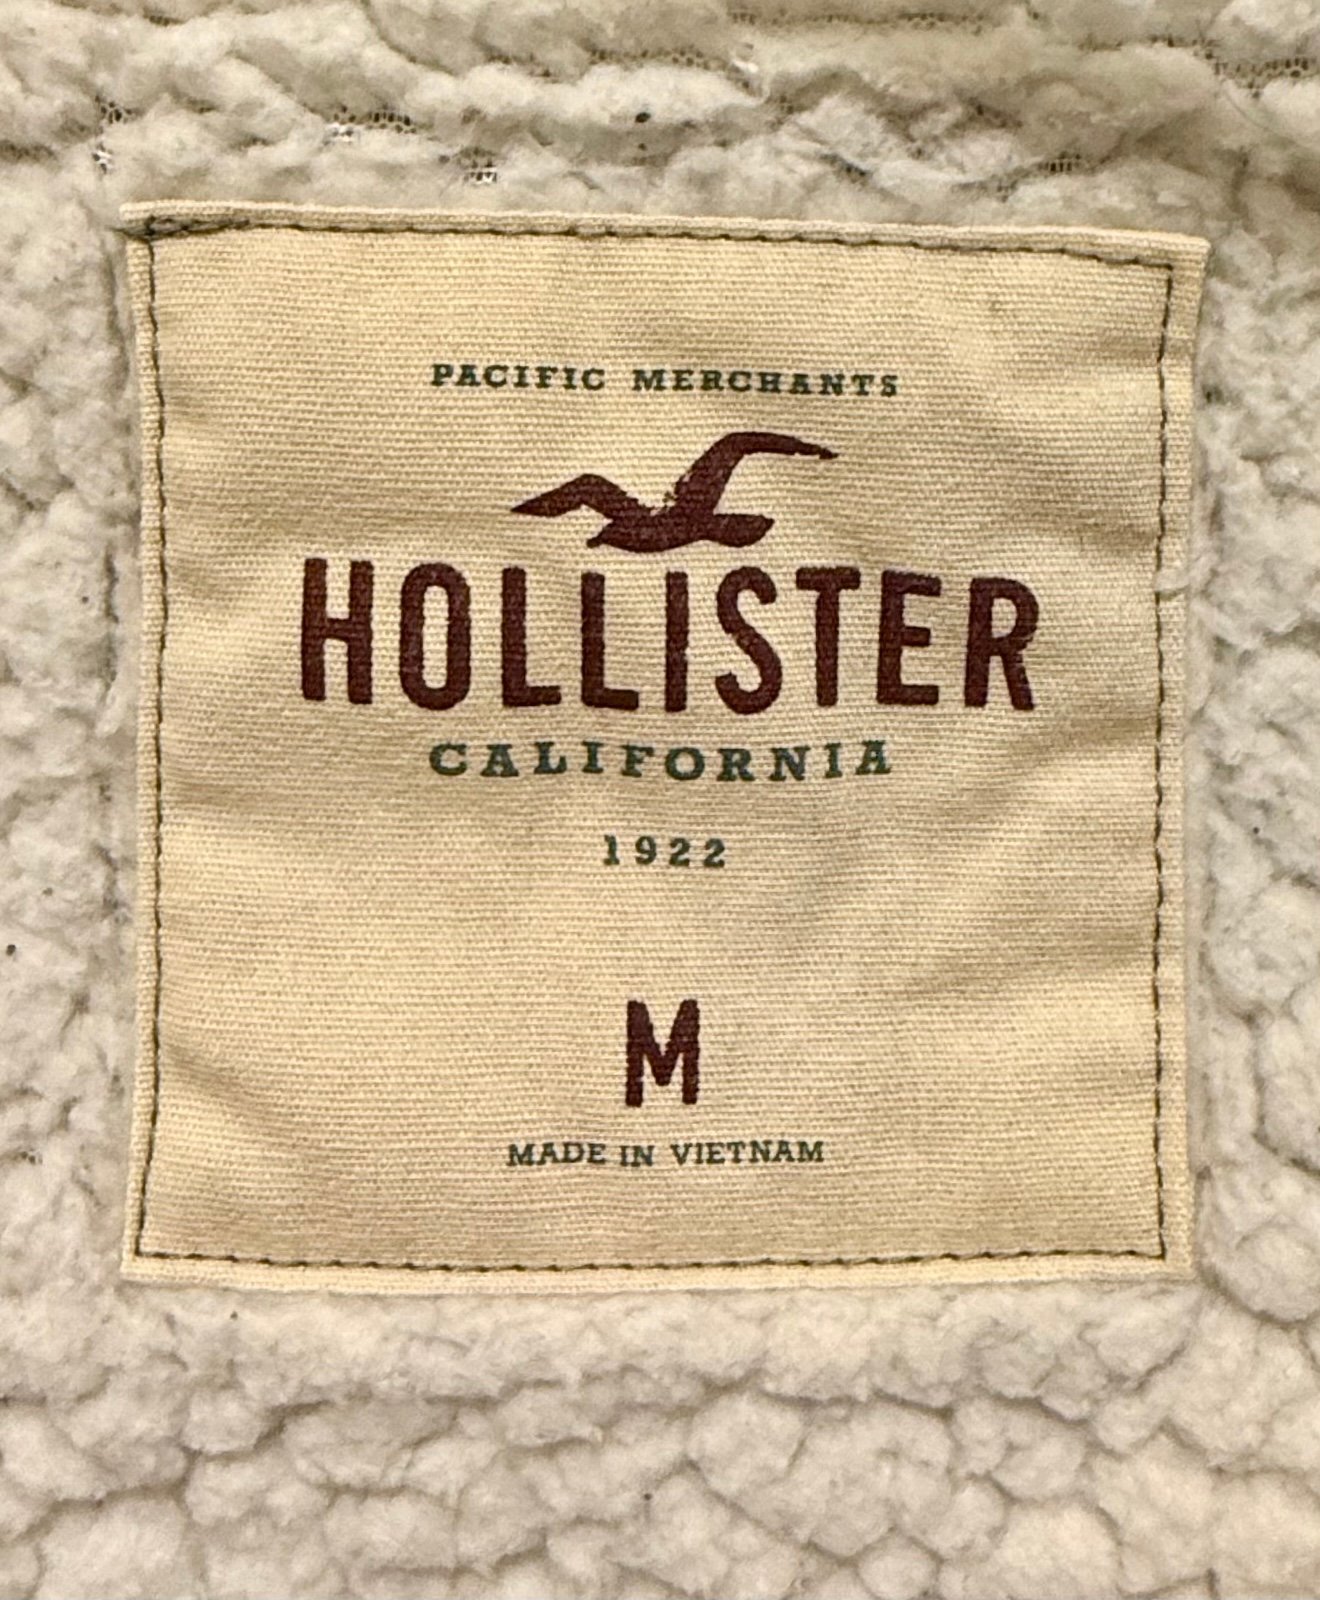 PACIFIC MERCHANTS
HOLLISTER
CALIFORNIA
1922
M
MADE IN VIETNAM